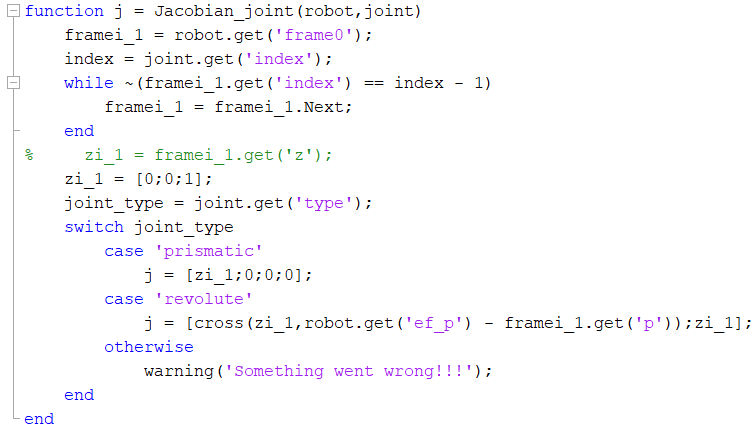 function j = Jacobian_joint(robot,joint)
    framei_1 = robot.get('frame0');
    index = joint.get('index');
    while ~(framei_1.get('index') == index - 1)
        framei_1 = framei_1.Next;
    end
%     zi_1 = framei_1.get('z');
    zi_1 = [0;0;1];
    joint_type = joint.get('type');
    switch joint_type
        case 'prismatic'
            j = [zi_1;0;0;0];
        case 'revolute'
            j = [cross(zi_1,robot.get('ef_p') - framei_1.get('p'));zi_1];
        otherwise
            warning('Something went wrong!!!');
    end
end